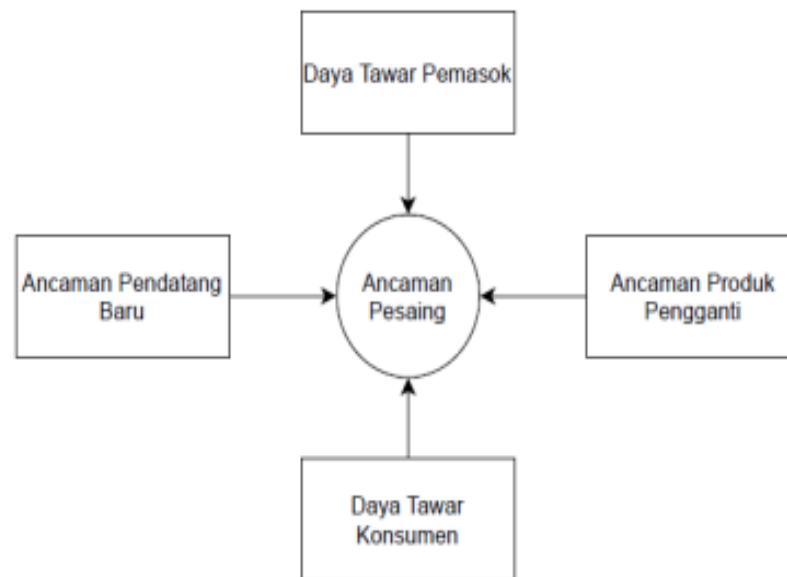 Daya Tawar Pemasok
Ancaman Pendatang
Baru
Ancaman
Pesaing
Ancaman Produk
Pengganti
Daya Tawar
Konsumen